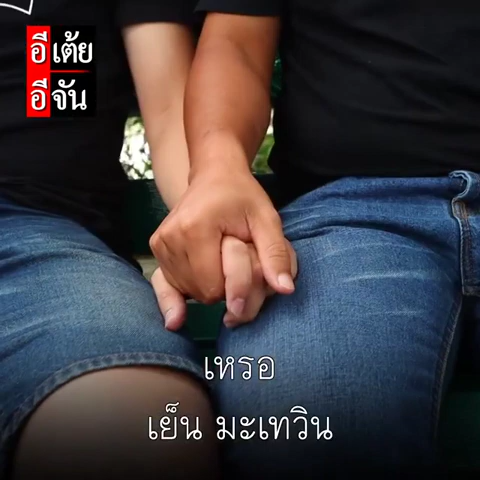 อีเต้ย
อีจัน
เหรอ
เย็น มะเทวิน